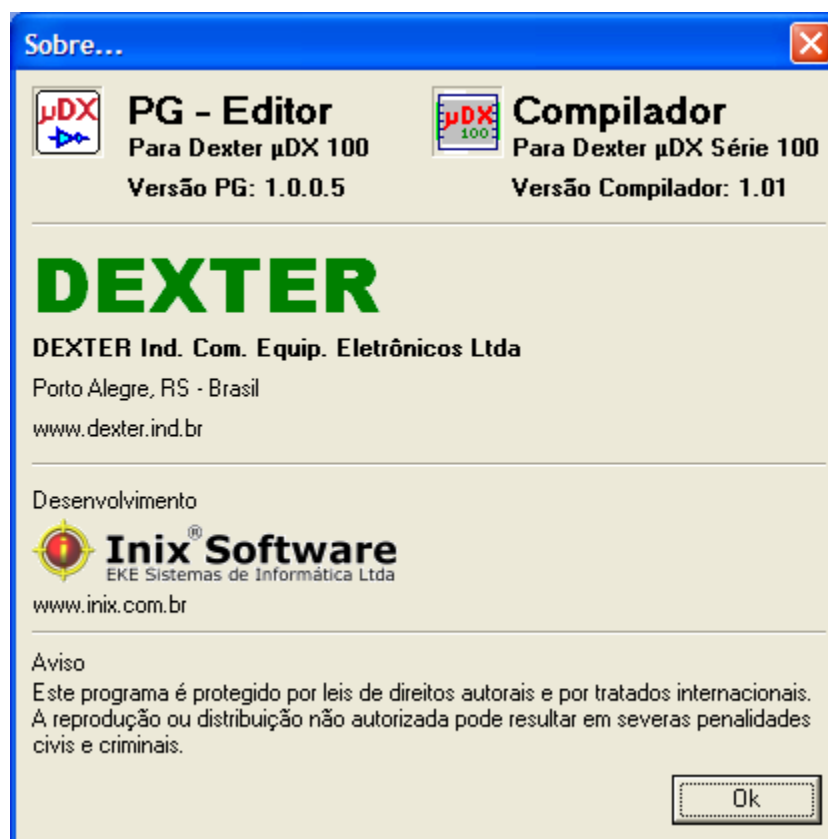 Sobre...
µDX
PG - Editor
Para Dexter µDX 100
Versão PG: 1.0.0.5
µDX
100
Compilador
Para Dexter µDX Série 100
Versão Compilador: 1.01
DEXTER
DEXTER Ind. Com. Equip. Eletrônicos Ltda
Porto Alegre, RS - Brasil
www.dexter.ind.br
Desenvolvimento
i
Inix®Software
EKE Sistemas de Informática Ltda
www.inix.com.br
Aviso
Este programa é protegido por leis de direitos autorais e por tratados internacionais.
A reprodução ou distribuição não autorizada pode resultar em severas penalidades
civis e criminais.
Ok